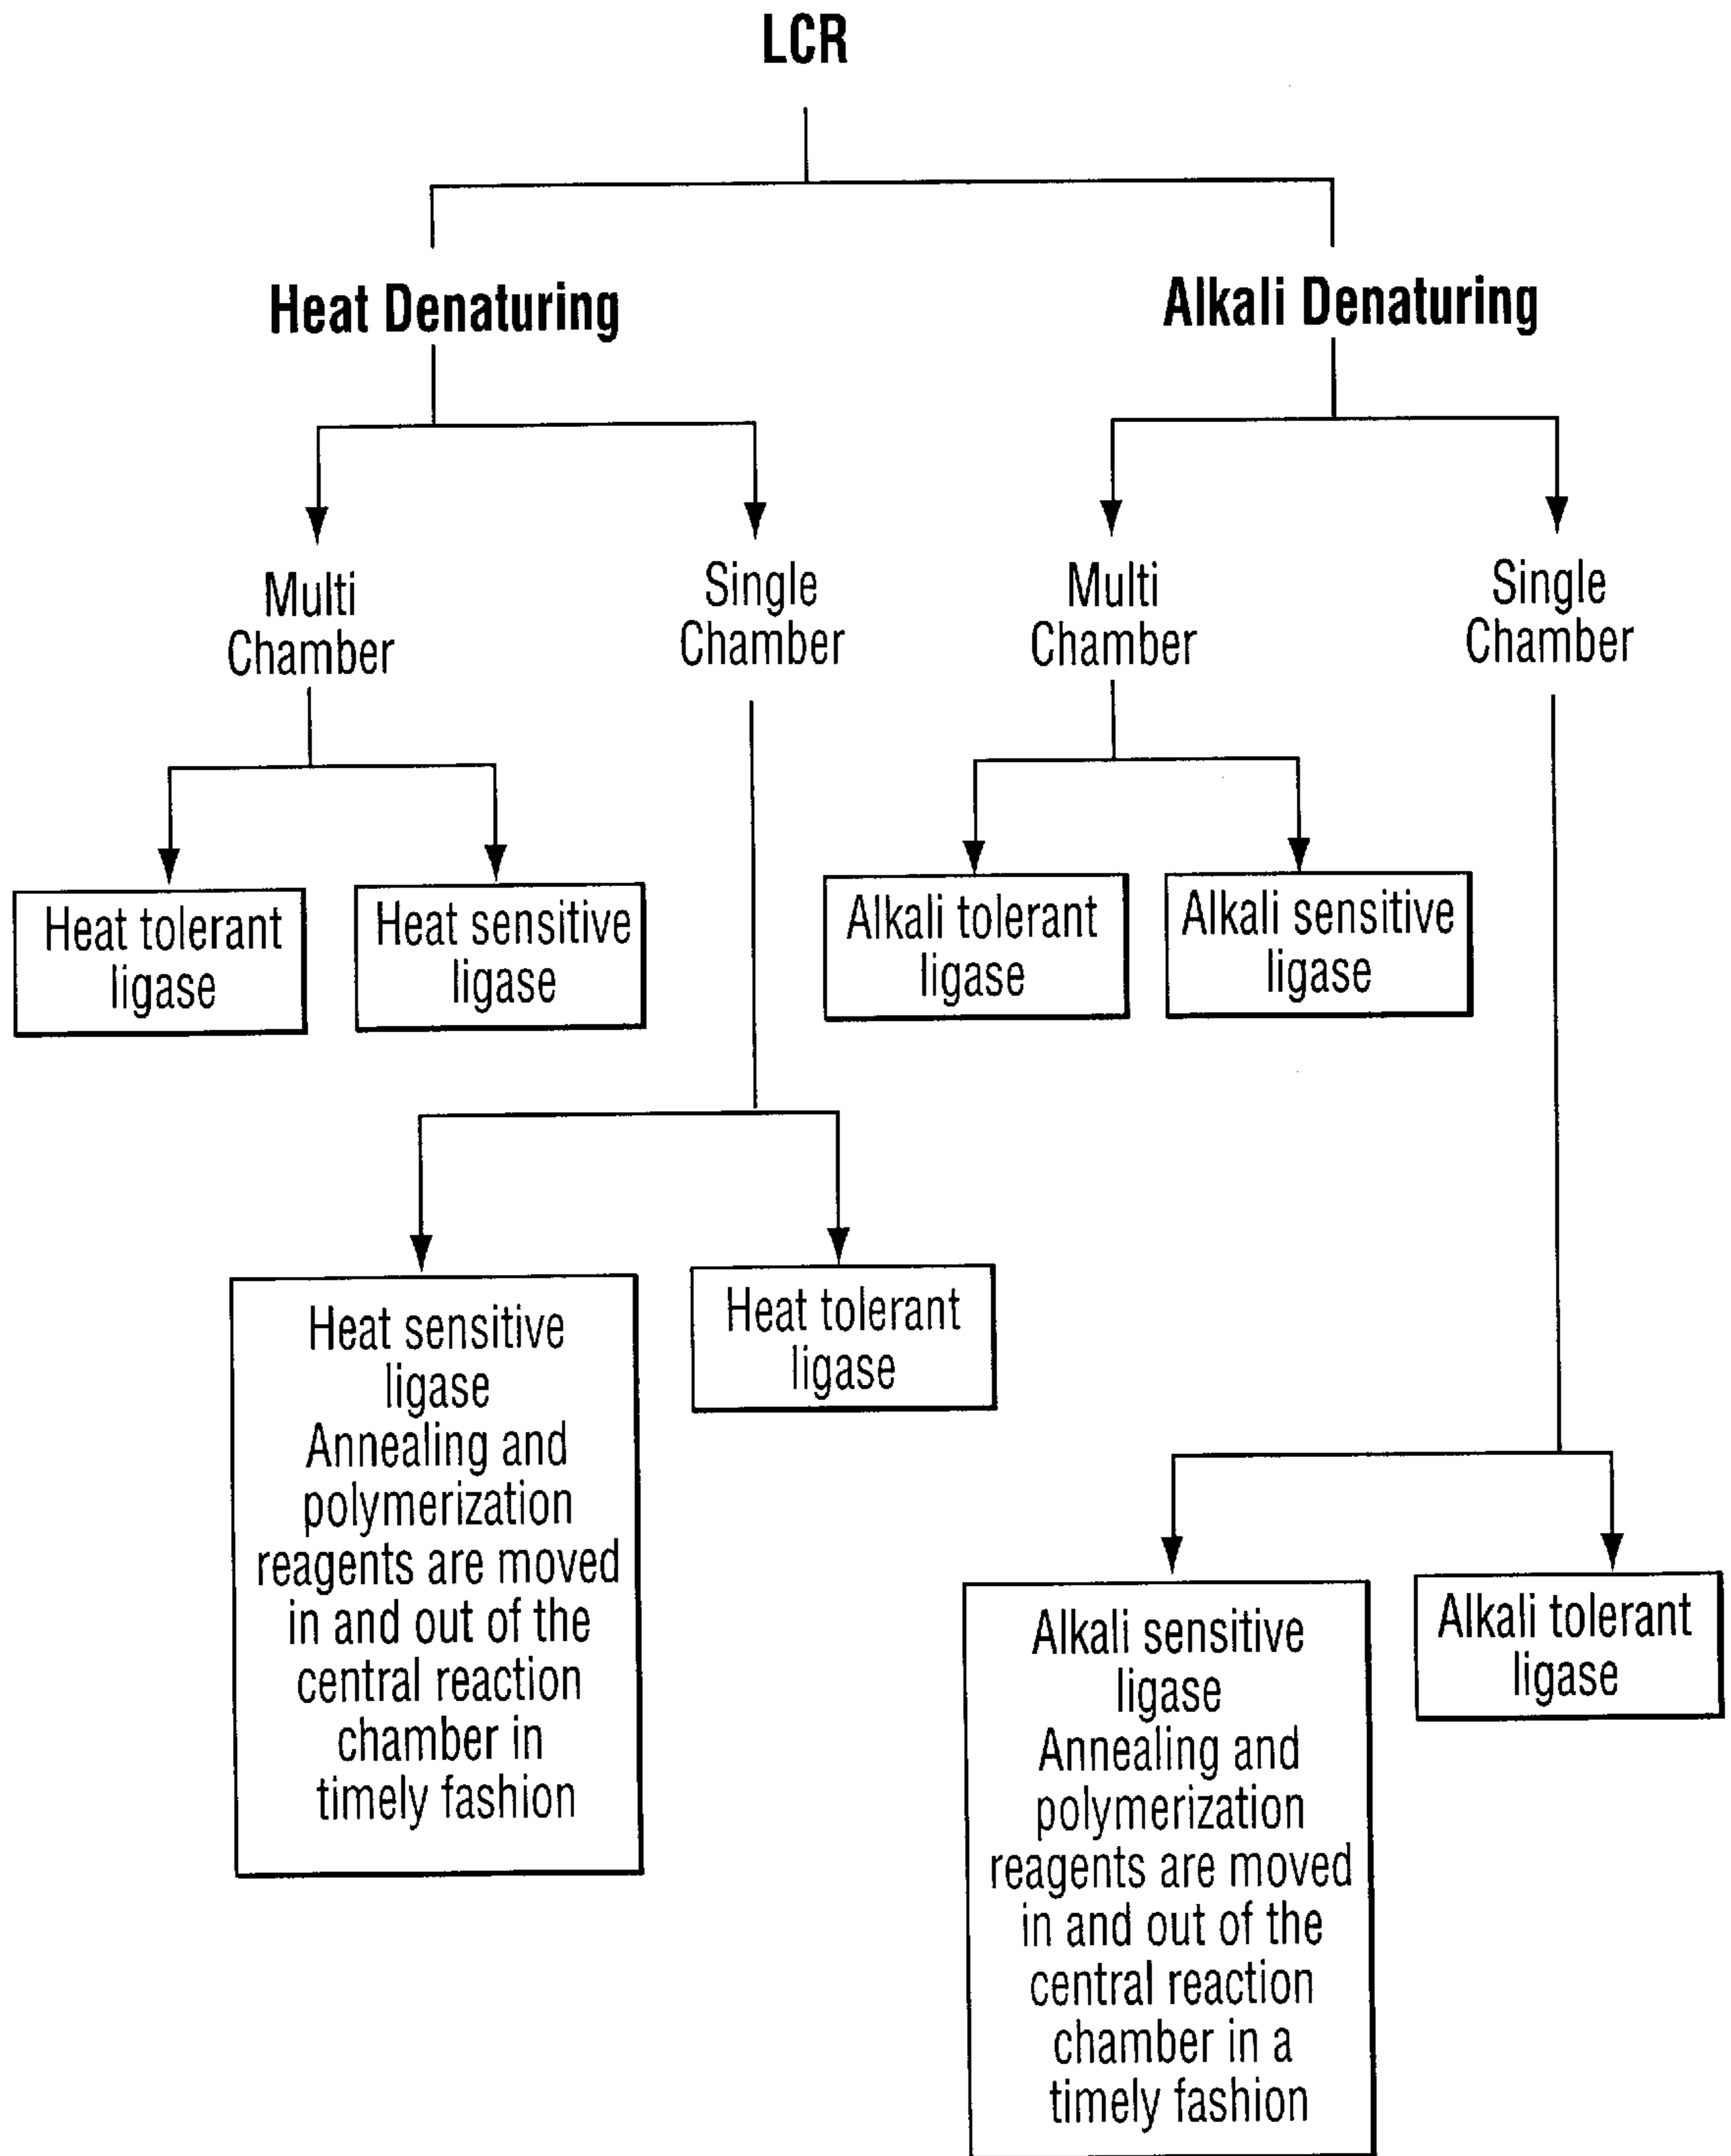 LCR
Heat Denaturing
Alkali Denaturing
Multi
Chamber
Single
Chamber
Multi
Chamber
Single
Chamber
Heat tolerant
ligase
Heat sensitive
ligase
Alkali tolerant
ligase
Alkali sensitive
ligase
Heat sensitive
ligase
Annealing and
polymerization
reagents are moved
in and out of the
central reaction
chamber in
timely fashion
Heat tolerant
ligase
Alkali sensitive
ligase
Annealing and
polymerization
reagents are moved
in and out of the
central reaction
chamber in a
timely fashion
Alkali tolerant
ligase